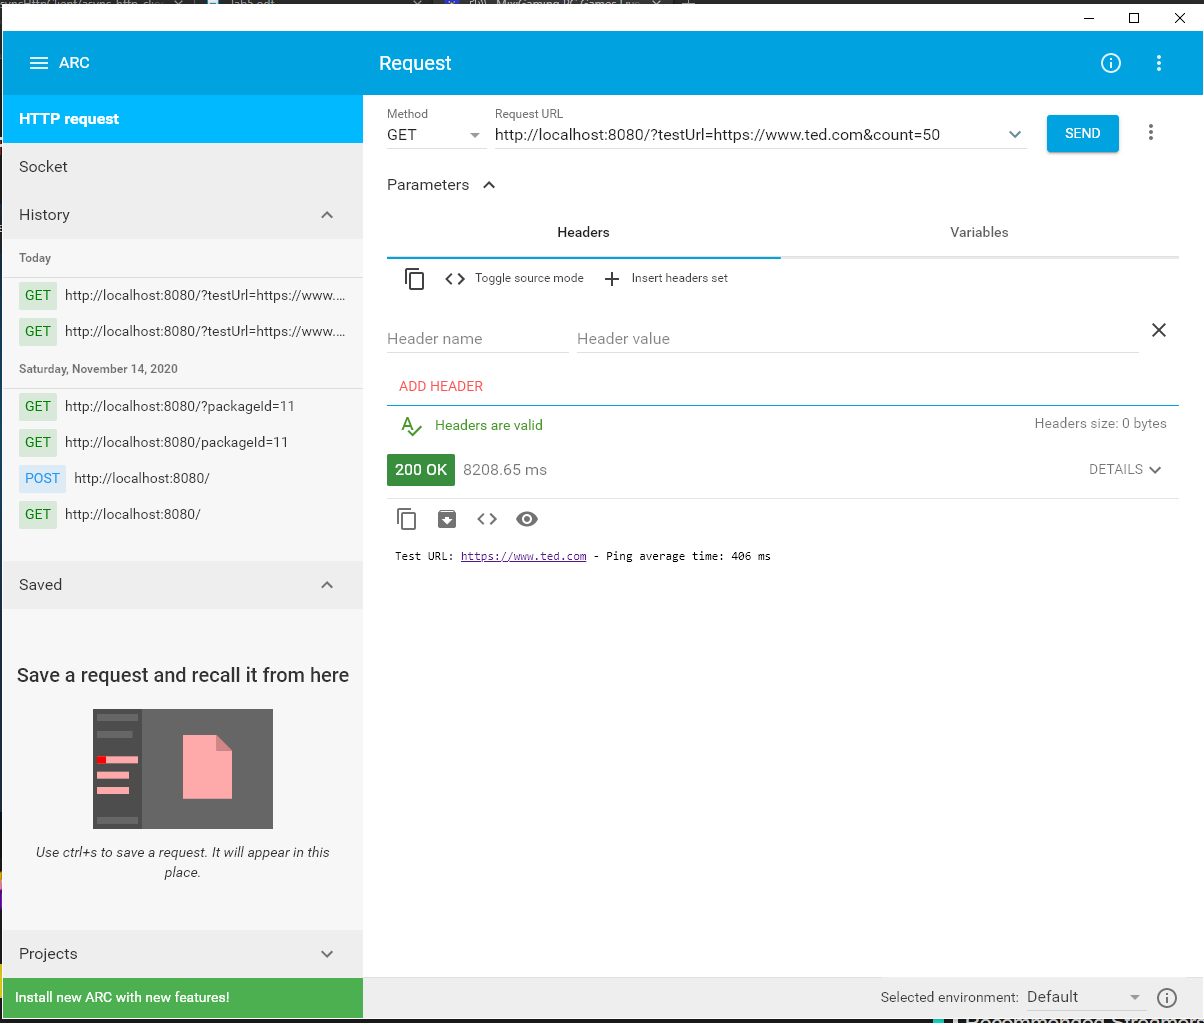 ARC
Request
HTTP request
Socket
History
Today
GET http://localhost:8080/?testUrl=https://www....
GET http://localhost:8080/?testUrl=https://www....
Saturday, November 14, 2020
GET http://localhost:8080/?packageId=11
GET http://localhost:8080/packageId=11
POST http://localhost:8080/
GET http://localhost:8080/
Saved
Save a request and recall it from here
Use ctrl+s to save a request. It will appear in this
place.
Projects
Install new ARC with new features!
Method
GET
Request URL
http://localhost:8080/?testUrl=https://www.ted.com&count=50
SEND
Parameters
Headers
Variables
Toggle source mode
Insert headers set
Header name
Header value
ADD HEADER
Headers are valid
Headers size: 0 bytes
200 OK
8208.65 ms
DETAILS
Test URL: https://www.ted.com - Ping average time: 406 ms
Selected environment: Default